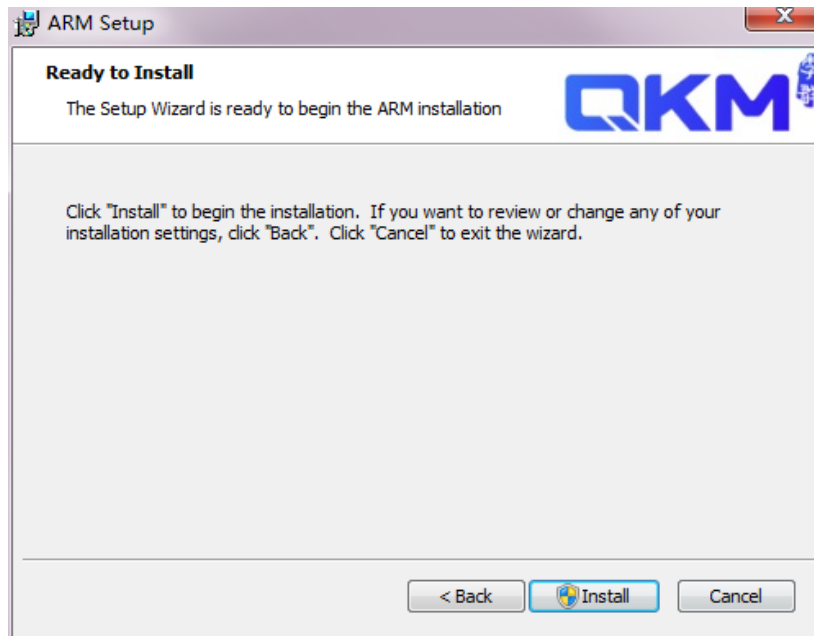 ARM Setup
Ready to Install
The Setup Wizard is ready to begin the ARM installation
QKM
Click "Install" to begin the installation. If you want to review or change any of your
installation settings, click "Back". Click "Cancel" to exit the wizard.
< Back
Install
Cancel